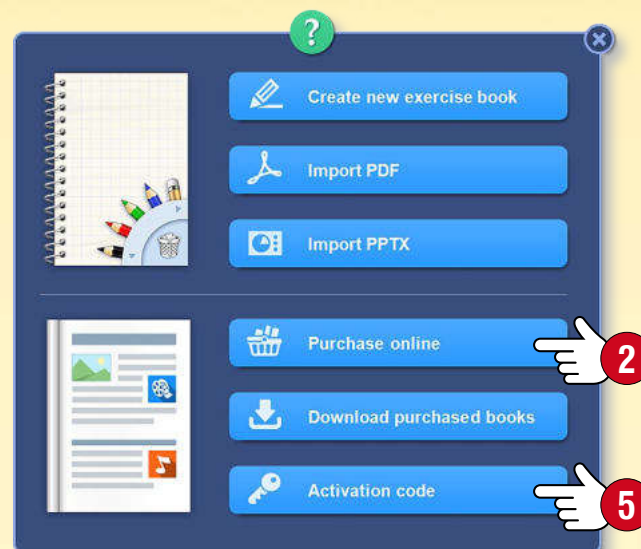 ?
Create new exercise book
Import PDF
Import PPTX
Purchase online
2
Download purchased books
Activation code
5